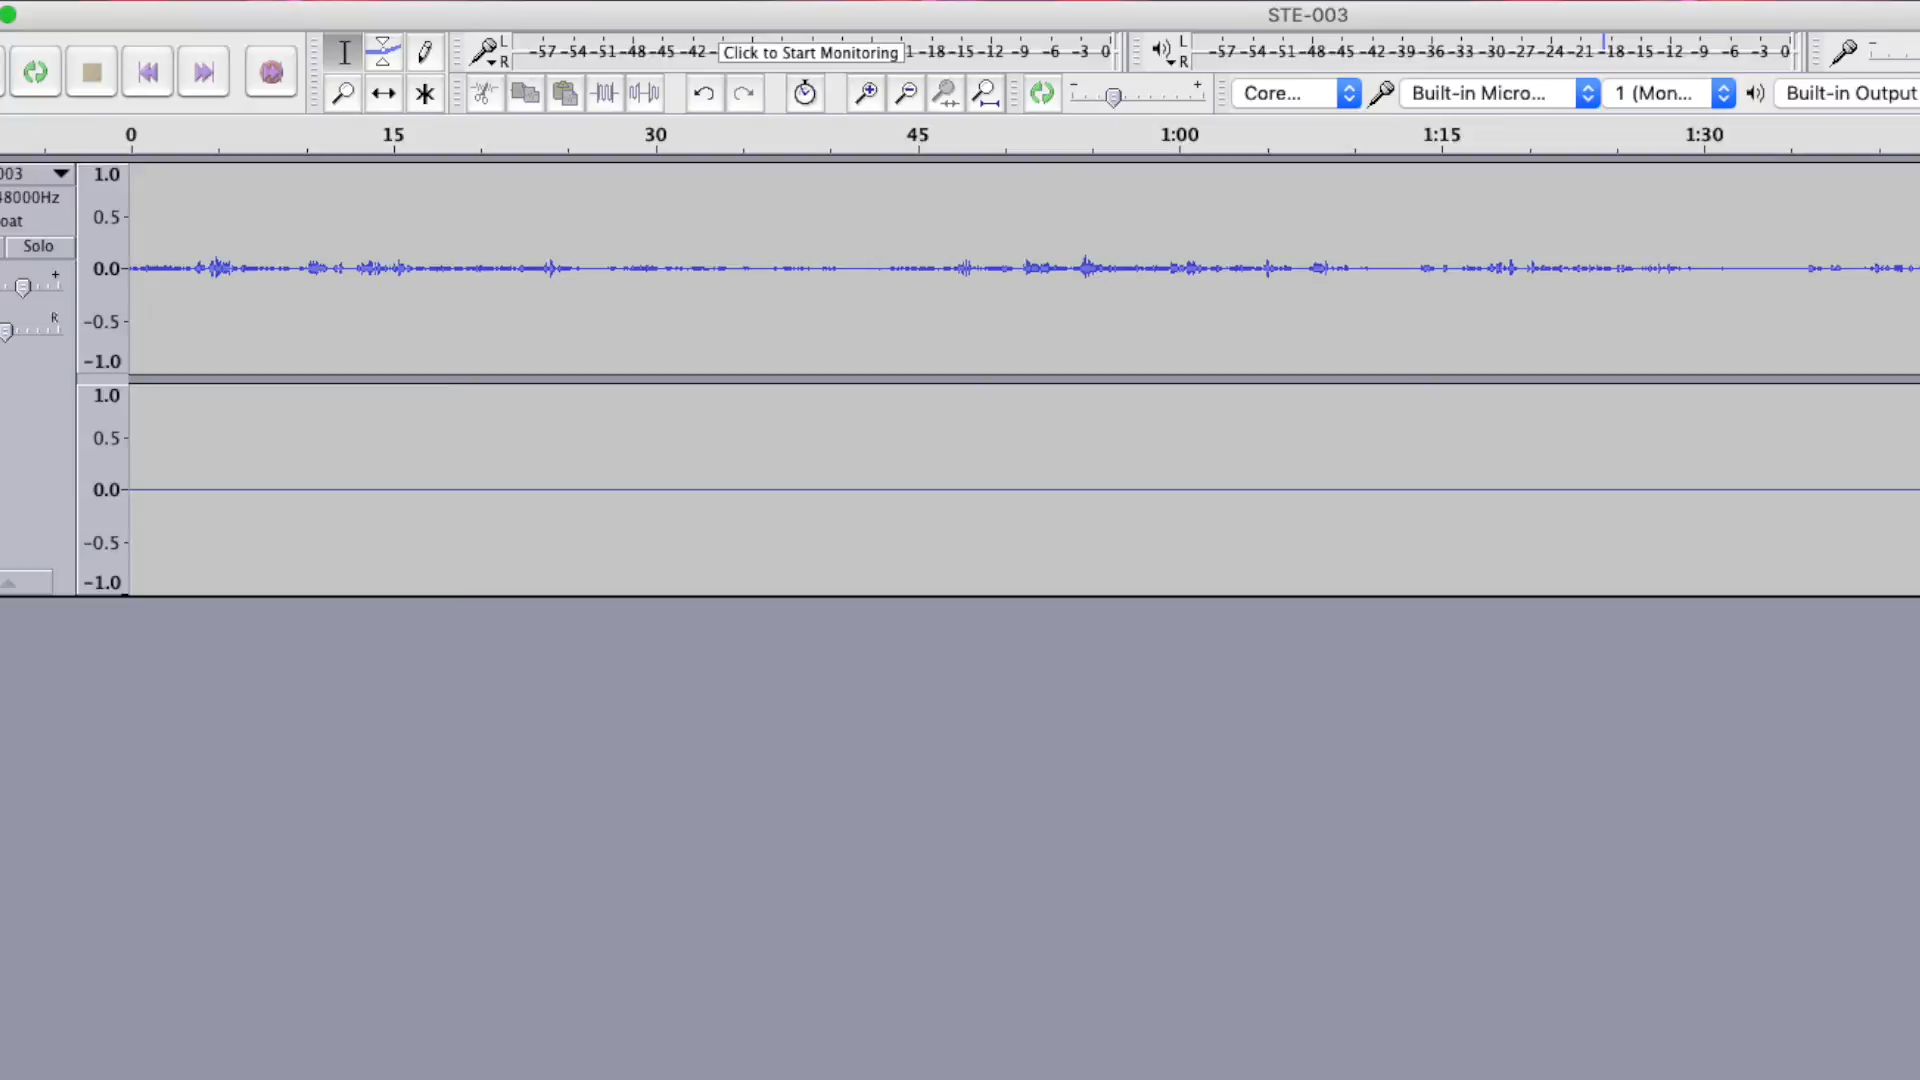 STE-003
L
R
-57 -54 -51 -48 -45 -42 - Click to Start Monitoring 1 -18 -15 -12 -9 -6 -3 0
L
R
-57 -54 -51 -48 -45 -42 -39 -36 -33 -30 -27 -24 -21 -18 -15 -12 -9 -6 -3 0
- +
Core...
Built-in Micro...
1 (Mon...
Built-in Output
0 15 30 45 1:00 1:15 1:30
003
48000Hz
oat
Solo
+
R
1.0
0.5
0.0
-0.5
-1.0
1.0
0.5
0.0
-0.5
-1.0